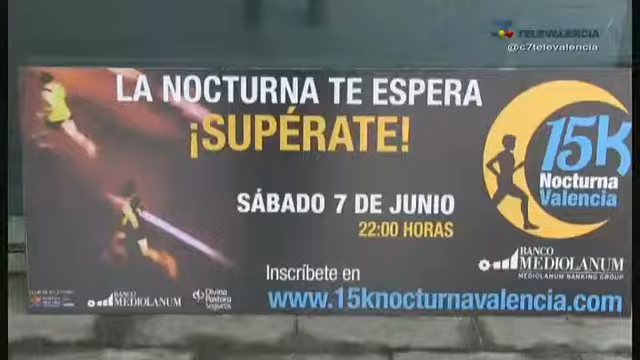 TELEVALENCIA
@c7televalencia
LA NOCTURNA TE ESPERA
¡SUPÉRATE!
15K
Nocturna
Valencia
SÁBADO 7 DE JUNIO
22:00 HORAS
BANCO
MEDIOLANUM
MEDIOLANUM BANKING GROUP
Inscríbete en
www.15knocturnavalencia.com
BANCO
MEDIOLANUM
Divina
Pastora
Seguros